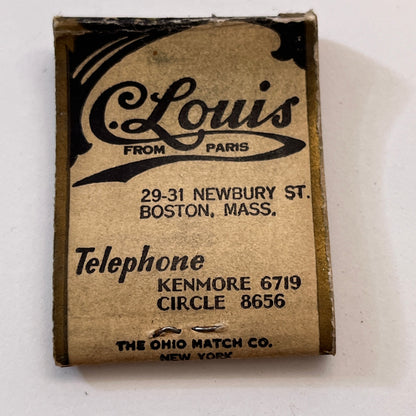 C. Louis
FROM PARIS
29-31 NEWBURY ST.
BOSTON, MASS.
Telephone
KENMORE 6719
CIRCLE 8656
THE OHIO MATCH CO.
NEW YORK